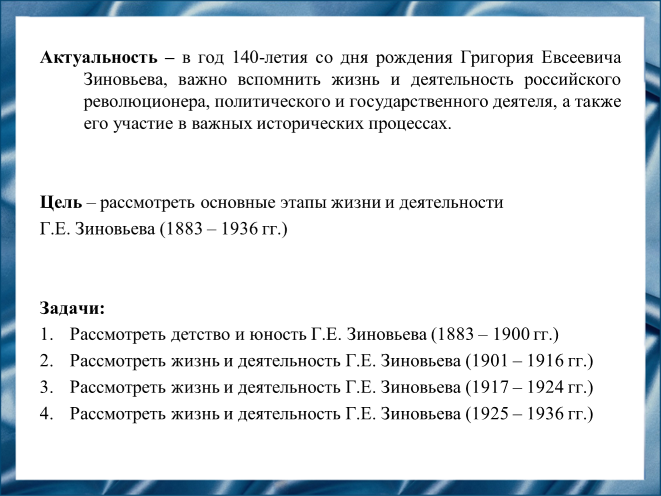 Актуальность – в год 140-летия со дня рождения Григория Евсеевича
Зиновьева, важно вспомнить жизнь и деятельность российского
революционера, политического и государственного деятеля, а также
его участие в важных исторических процессах.
Цель – рассмотреть основные этапы жизни и деятельности
Г.Е. Зиновьева (1883 – 1936 гг.)
Задачи:
1. Рассмотреть детство и юность Г.Е. Зиновьева (1883 – 1900 гг.)
2. Рассмотреть жизнь и деятельность Г.Е. Зиновьева (1901 – 1916 гг.)
3. Рассмотреть жизнь и деятельность Г.Е. Зиновьева (1917 – 1924 гг.)
4. Рассмотреть жизнь и деятельность Г.Е. Зиновьева (1925 – 1936 гг.)